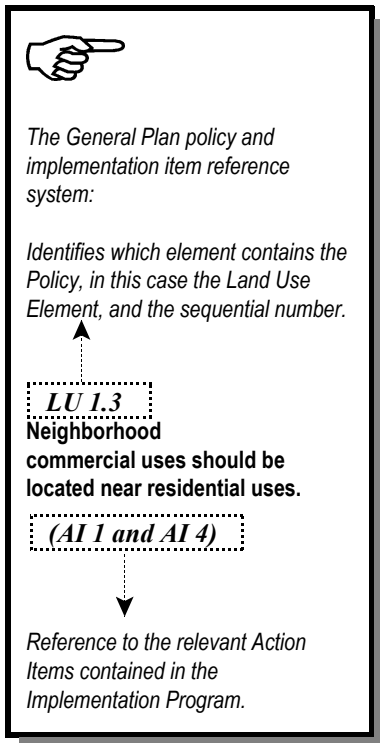 The General Plan policy and
implementation item reference
system:
Identifies which element contains the
Policy, in this case the Land Use
Element, and the sequential number.
LU 1.3
Neighborhood
commercial uses should be
located near residential uses.
(AI 1 and AI 4)
Reference to the relevant Action
Items contained in the
Implementation Program.